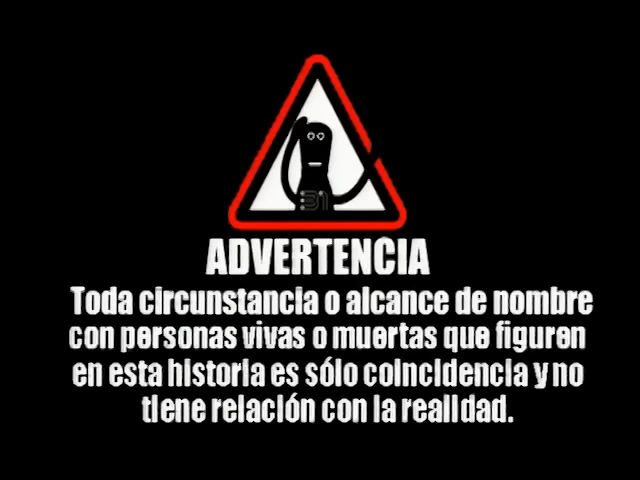 31
ADVERTENCIA
Toda circunstancia o alcance de nombre
con personas vivas o muertas que figuren
en esta historia es sólo coincidencia y no
tiene relación con la realidad.